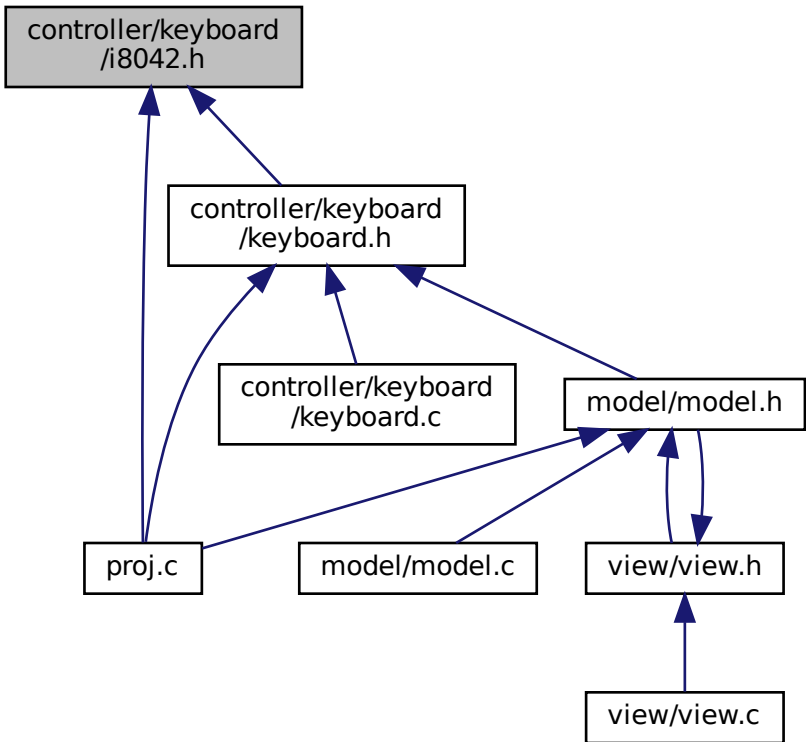 controller/keyboard
/i8042.h
controller/keyboard
/keyboard.h
controller/keyboard
/keyboard.c
model/model.h
proj.c
model/model.c
view/view.h
view/view.c